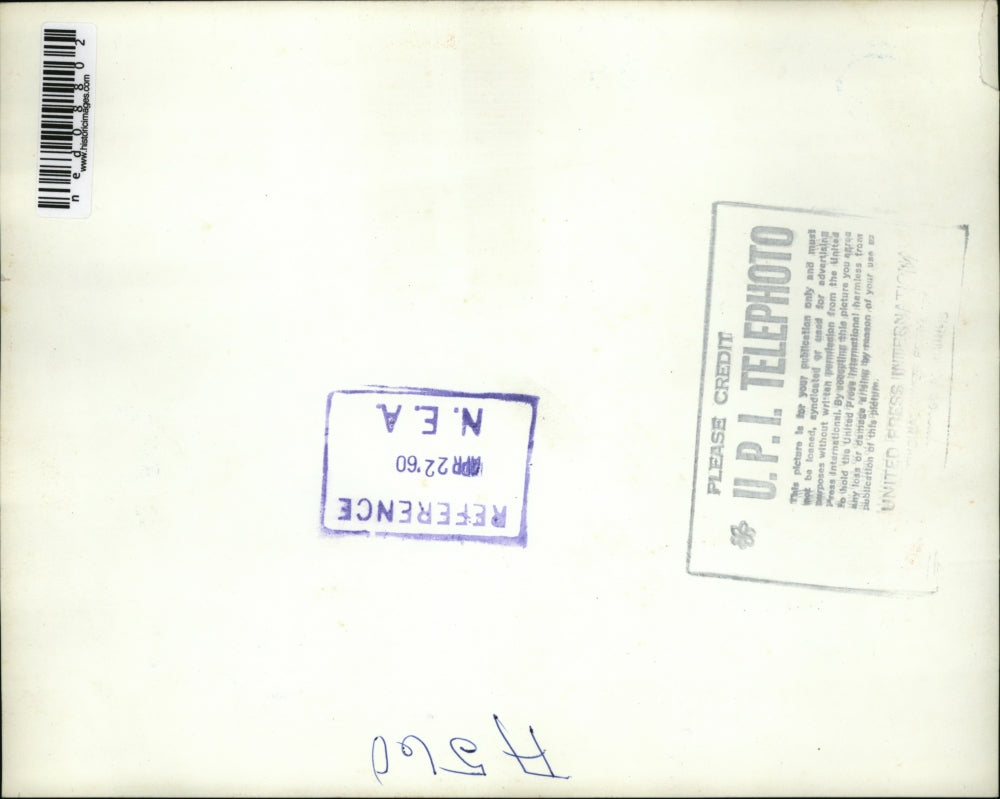 ned08802
www.historicimages.com
PLEASE CREDIT
U. P. I. TELEPHOTO
This picture is for your publication only and must
not be loaned, syndicated or used for advertising
purposes without written permission from the United
Press International. By accepting this picture you agree
to hold the United Press International harmless from
any loss or damage arising by reason of your use or
publication of this picture.
UNITED PRESS INTERNATION
REFERENCE
APR 22 '60
N. E. A.